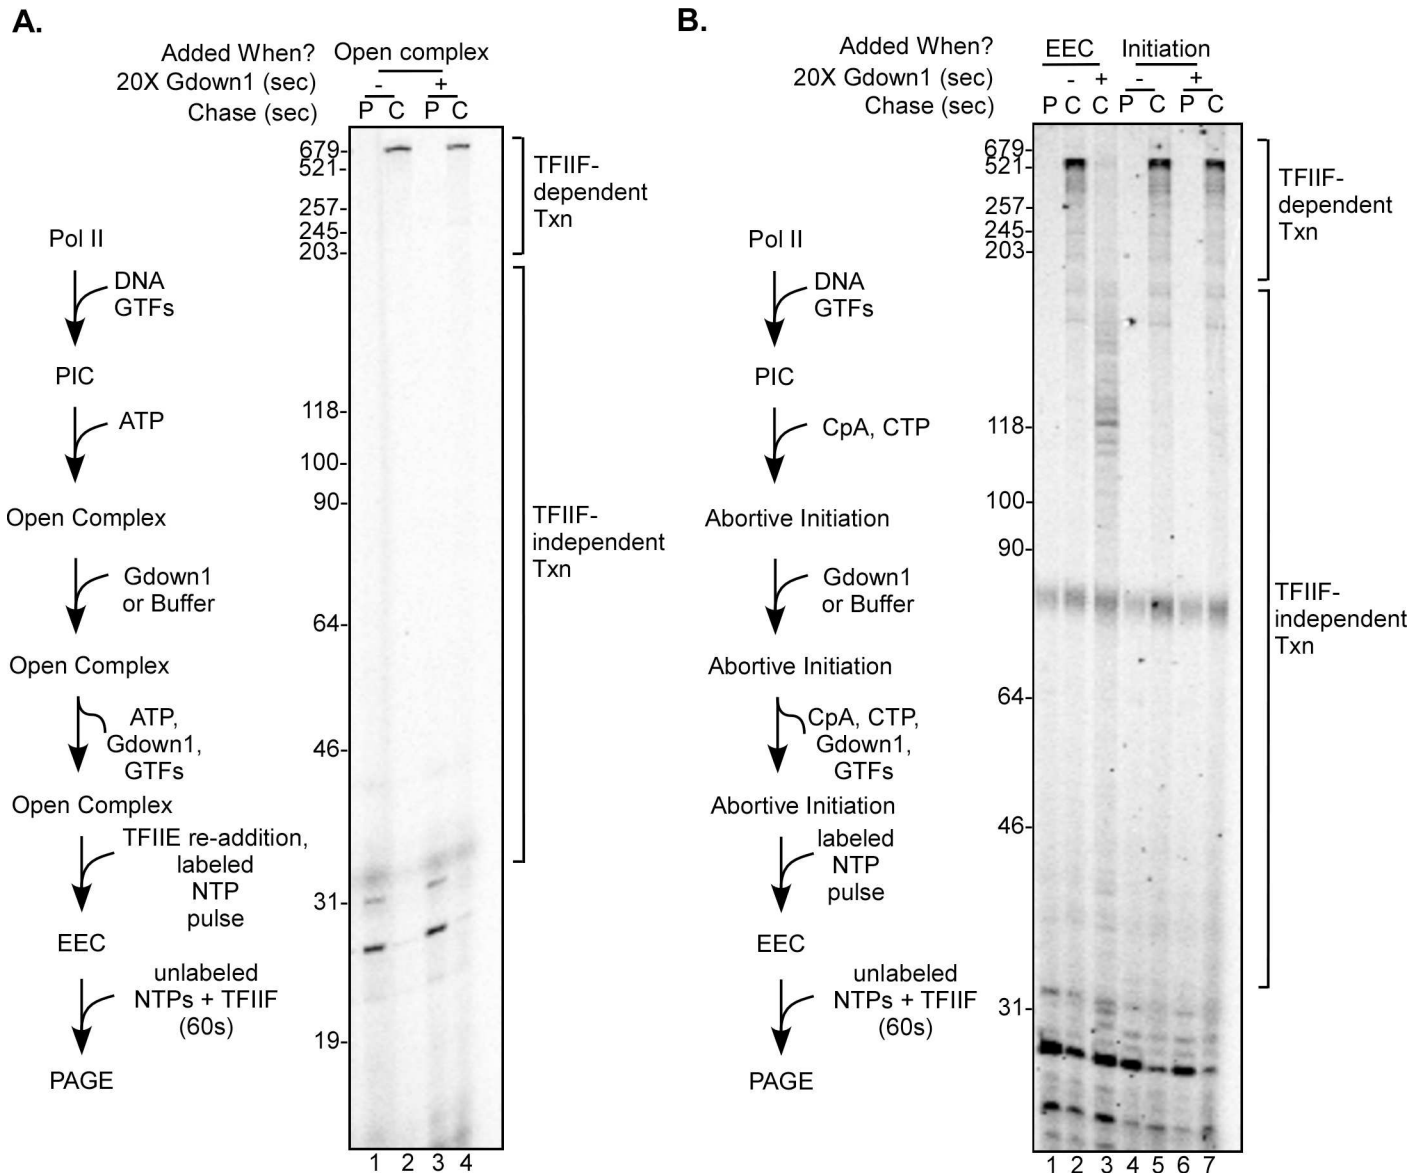 A.
Added When? Open complex
20X Gdown1 (sec) - +
Chase (sec) P C P C
679-
521-
257-
245-
203-
118-
100-
90-
64-
46-
31-
19-
TFIIF-
dependent
Txn
TFIIF-
independent
Txn
1 2 3 4
Pol II
DNA
GTFs
PIC
ATP
Open Complex
Gdown1
or Buffer
Open Complex
ATP,
Gdown1,
GTFs
Open Complex
TFIIE re-addition,
labeled
NTP
pulse
EEC
unlabeled
NTPs + TFIIF
(60s)
PAGE
B.
Added When? EEC Initiation
20X Gdown1 (sec) - + - +
Chase (sec) P C C P C P C
679-
521-
257-
245-
203-
118-
100-
90-
64-
46-
31-
TFIIF-
dependent
Txn
TFIIF-
independent
Txn
1 2 3 4 5 6 7
Pol II
DNA
GTFs
PIC
CpA, CTP
Abortive Initiation
Gdown1
or Buffer
Abortive Initiation
CpA, CTP,
Gdown1,
GTFs
Abortive Initiation
labeled
NTP
pulse
EEC
unlabeled
NTPs + TFIIF
(60s)
PAGE